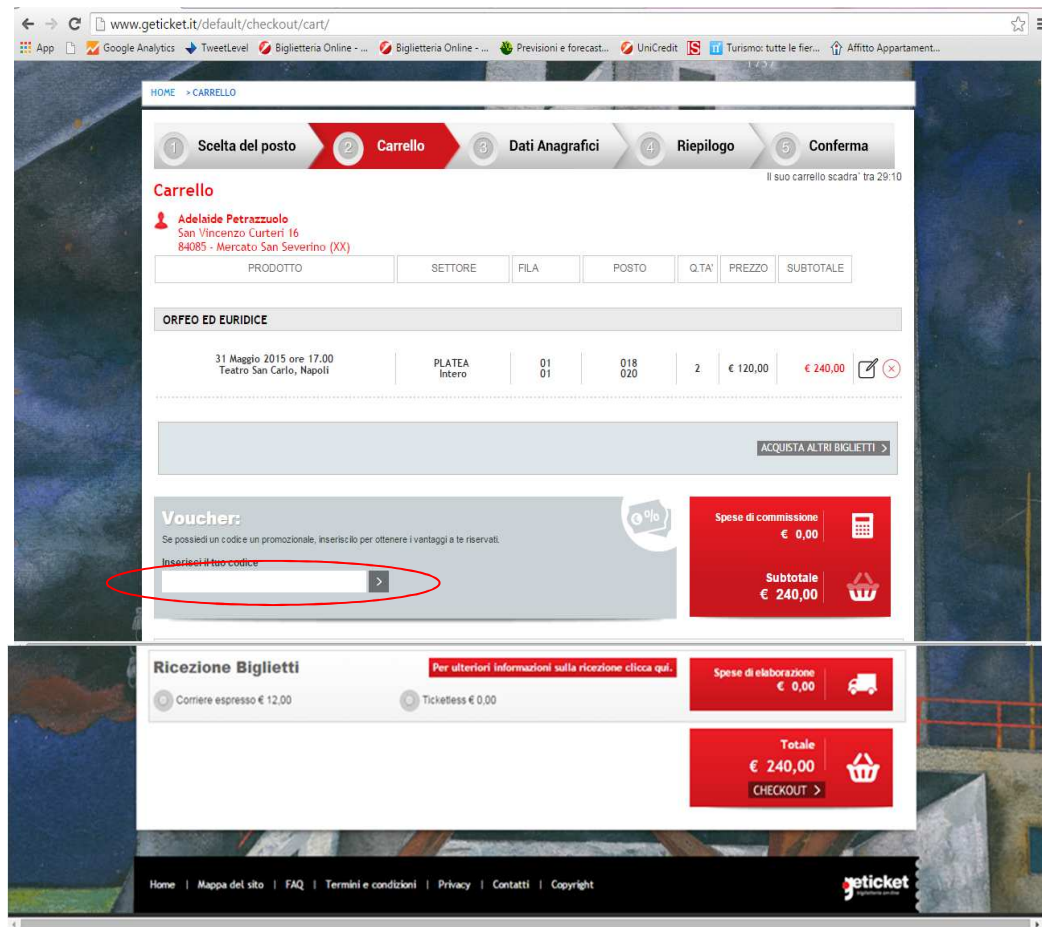 www.geticket.it/default/checkout/cart/
App Google Analytics TweetLevel Biglietteria Online - ... Biglietteria Online - ... Previsioni e forecast... UniCredit S Turismo: tutte le fier... Affitto Appartament...
1757
HOME > CARRELLO
1 Scelta del posto 2 Carrello 3 Dati Anagrafici 4 Riepilogo 5 Conferma
Il suo carrello scadra' tra 29:10
Carrello
Adelaide Petrazzuolo
San Vincenzo Curteri 16
84085 - Mercato San Severino (XX)
PRODOTTO SETTORE FILA POSTO Q.TA' PREZZO SUBTOTALE
ORFEO ED EURIDICE
31 Maggio 2015 ore 17.00 PLATEA 01 018 2 € 120,00 € 240,00
Teatro San Carlo, Napoli Intero 01 020
ACQUISTA ALTRI BIGLIETTI >
Voucher:
Se possiedi un codice un promozionale, inseriscilo per ottenere i vantaggi a te riservati.
Inserisci il tuo codice
>
€%
Spese di commissione
€ 0,00
Subtotale
€ 240,00
Ricezione Biglietti
Per ulteriori informazioni sulla ricezione clicca qui.
Corriere espresso € 12,00 Ticketless € 0,00
Spese di elaborazione
€ 0,00
Totale
€ 240,00
CHECKOUT >
Home | Mappa del sito | FAQ | Termini e condizioni | Privacy | Contatti | Copyright
geticket
biglietteria on-line